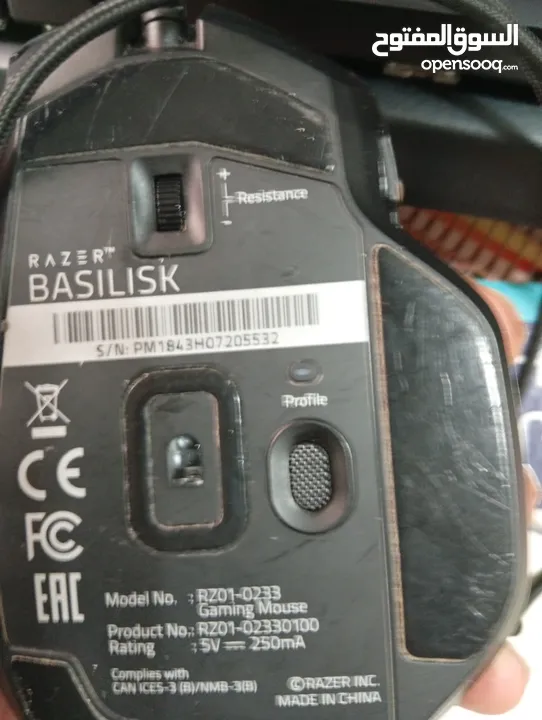 السوق المفتوح
opensooq.com
+
Resistance
-
RAZER™
BASILISK
S/N: PM1843H07205532
Profile
CE
FC
EAC
Model No. : RZ01-0233
Gaming Mouse
Product No.: RZ01-02330100
Rating : 5V ⎓ 250mA
Complies with
CAN ICES-3 (B)/NMB-3(B)
©RAZER INC.
MADE IN CHINA